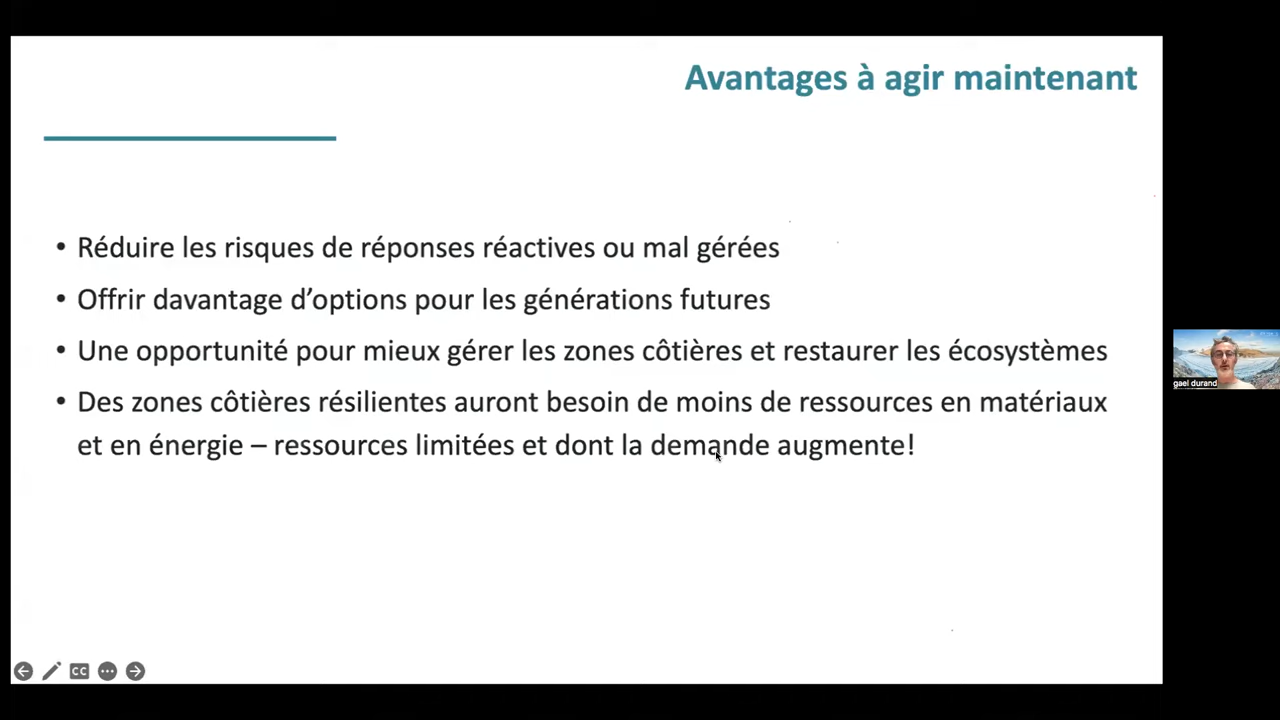 Avantages à agir maintenant
• Réduire les risques de réponses réactives ou mal gérées
• Offrir davantage d’options pour les générations futures
• Une opportunité pour mieux gérer les zones côtières et restaurer les écosystèmes
• Des zones côtières résilientes auront besoin de moins de ressources en matériaux
et en énergie – ressources limitées et dont la demande augmente!
gael durand
CC